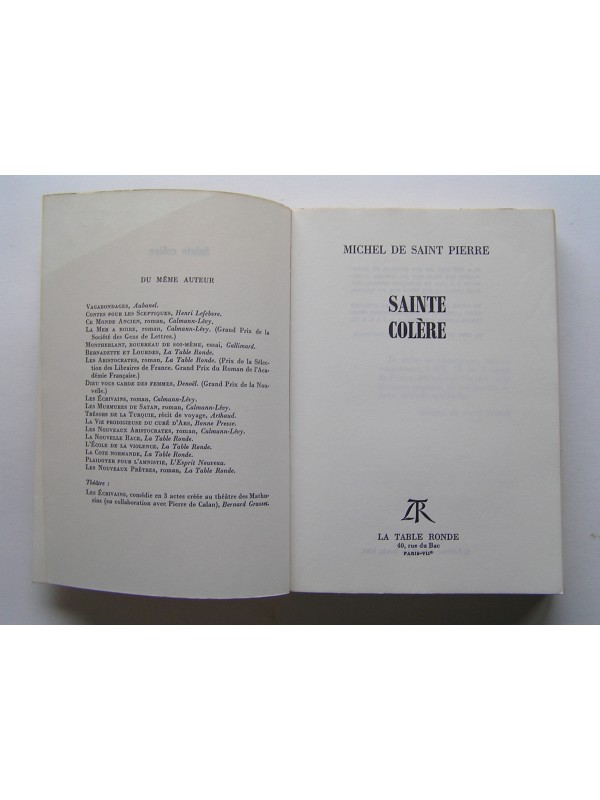 DU MÊME AUTEUR
VAGABONDAGES, Aubanel.
CONTES POUR LES SCEPTIQUES, Henri Lefebvre.
CE MONDE ANCIEN, roman, Calmann-Lévy.
LA MER A BOIRE, roman, Calmann-Lévy. (Grand Prix de la
Société des Gens de Lettres.)
MONTHERLANT, BOURREAU DE SOI-MÊME, essai, Gallimard.
BERNADETTE ET LOURDES, La Table Ronde.
LES ARISTOCRATES, roman, La Table Ronde. (Prix de la Sélec-
tion des Libraires de France. Grand Prix du Roman de l'Aca-
démie Française.)
DIEU VOUS GARDE DES FEMMES, Denoël. (Grand Prix de la Nou-
velle.)
LES ÉCRIVAINS, roman, Calmann-Lévy.
LES MURMURES DE SATAN, roman, Calmann-Lévy.
TRÉSORS DE LA TURQUIE, récit de voyage, Arthaud.
LA VIE PRODIGIEUSE DU CURÉ D'ARS, Bonne Presse.
LES NOUVEAUX ARISTOCRATES, roman, Calmann-Lévy.
LA NOUVELLE RACE, La Table Ronde.
L'ÉCOLE DE LA VIOLENCE, La Table Ronde.
LA COTE NORMANDE, La Table Ronde.
PLAIDOYER POUR L'AMNISTIE, L'Esprit Nouveau.
LES NOUVEAUX PRÊTRES, roman, La Table Ronde.
Théâtre :
LES ÉCRIVAINS, comédie en 3 actes créée au théâtre des Mathu-
rins (en collaboration avec Pierre de Calan), Bernard Grasset.
MICHEL DE SAINT PIERRE
SAINTE
COLÈRE
LA TABLE RONDE
40, rue du Bac
PARIS-VIIe